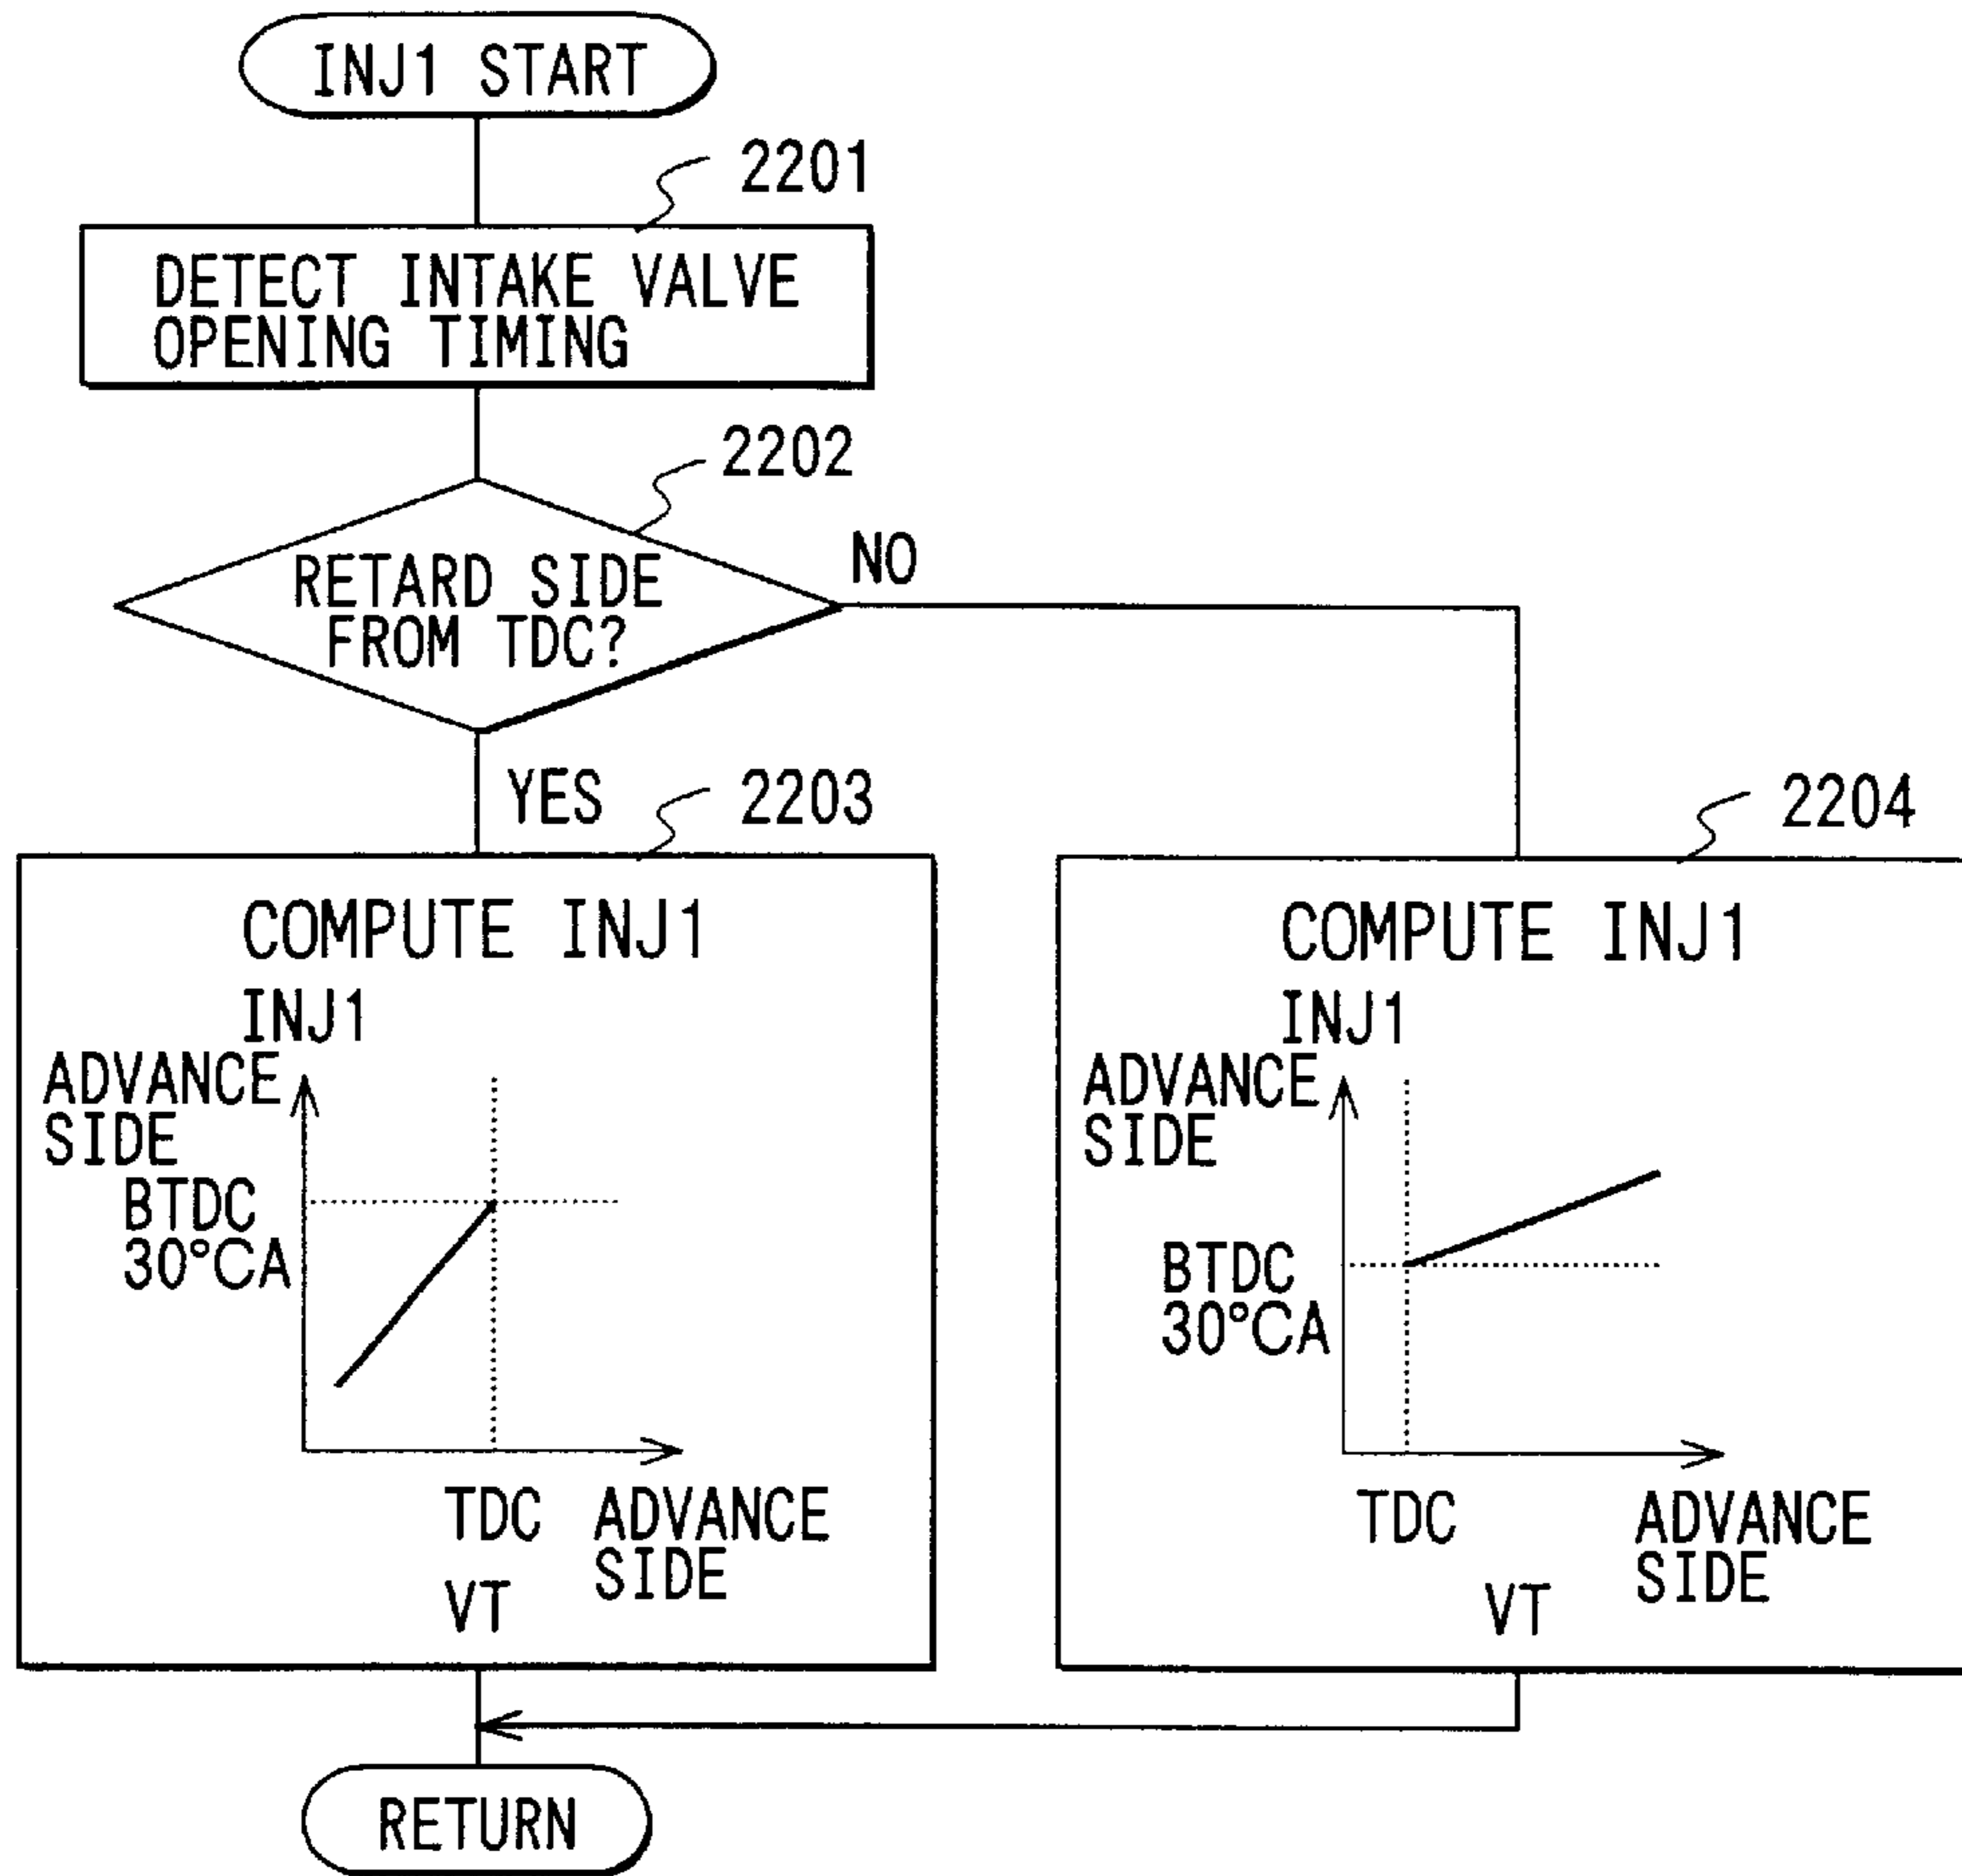 INJ1 START
2201
DETECT INTAKE VALVE
OPENING TIMING
2202
RETARD SIDE
FROM TDC?
NO
YES
2203
COMPUTE INJ1
INJ1
ADVANCE
SIDE
BTDC
30°CA
TDC
ADVANCE
SIDE
VT
2204
COMPUTE INJ1
INJ1
ADVANCE
SIDE
BTDC
30°CA
TDC
ADVANCE
SIDE
VT
RETURN